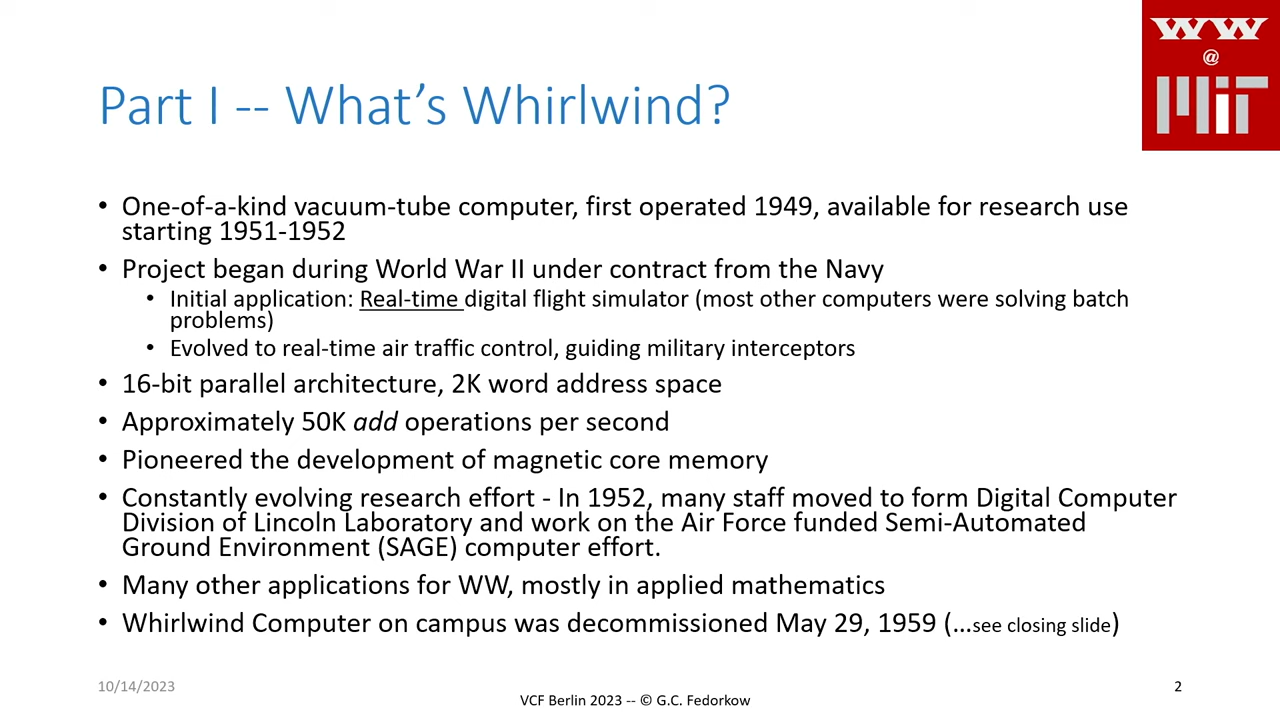 WW
@
MIT
Part I -- What’s Whirlwind?
• One-of-a-kind vacuum-tube computer, first operated 1949, available for research use
starting 1951-1952
• Project began during World War II under contract from the Navy
• Initial application: Real-time digital flight simulator (most other computers were solving batch
problems)
• Evolved to real-time air traffic control, guiding military interceptors
• 16-bit parallel architecture, 2K word address space
• Approximately 50K add operations per second
• Pioneered the development of magnetic core memory
• Constantly evolving research effort - In 1952, many staff moved to form Digital Computer
Division of Lincoln Laboratory and work on the Air Force funded Semi-Automated
Ground Environment (SAGE) computer effort.
• Many other applications for WW, mostly in applied mathematics
• Whirlwind Computer on campus was decommissioned May 29, 1959 (…see closing slide)
10/14/2023
VCF Berlin 2023 -- © G.C. Fedorkow
2